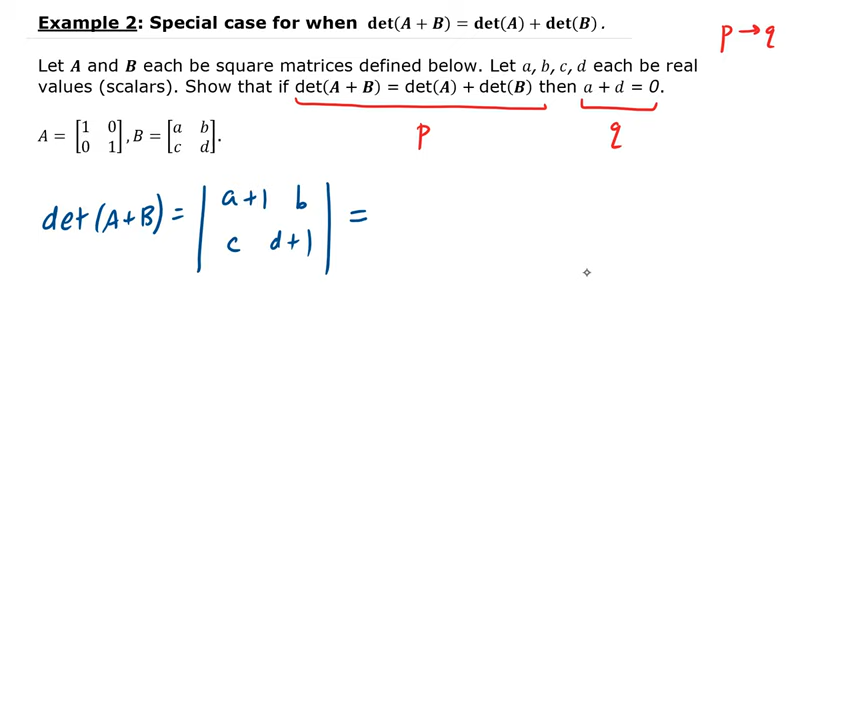 Example 2: Special case for when det(A + B) = det(A) + det(B).
p → q
Let A and B each be square matrices defined below. Let a, b, c, d each be real
values (scalars). Show that if det(A + B) = det(A) + det(B) then a + d = 0.
p q
A = [1 0
0 1], B = [a b
c d].
det(A+B) = | a+1 b
c d+1 | =